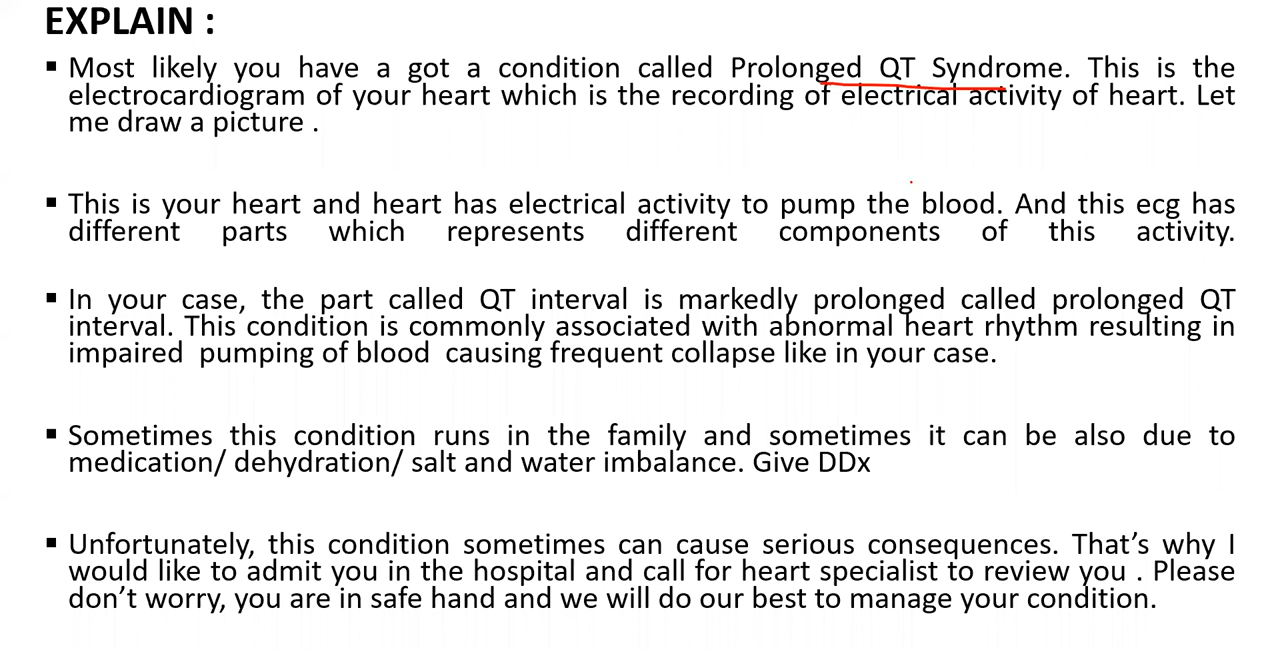 EXPLAIN :
▪ Most likely you have a got a condition called Prolonged QT Syndrome. This is the
electrocardiogram of your heart which is the recording of electrical activity of heart. Let
me draw a picture .
▪ This is your heart and heart has electrical activity to pump the blood. And this ecg has
different parts which represents different components of this activity.
▪ In your case, the part called QT interval is markedly prolonged called prolonged QT
interval. This condition is commonly associated with abnormal heart rhythm resulting in
impaired pumping of blood causing frequent collapse like in your case.
▪ Sometimes this condition runs in the family and sometimes it can be also due to
medication/ dehydration/ salt and water imbalance. Give DDx
▪ Unfortunately, this condition sometimes can cause serious consequences. That’s why I
would like to admit you in the hospital and call for heart specialist to review you . Please
don’t worry, you are in safe hand and we will do our best to manage your condition.